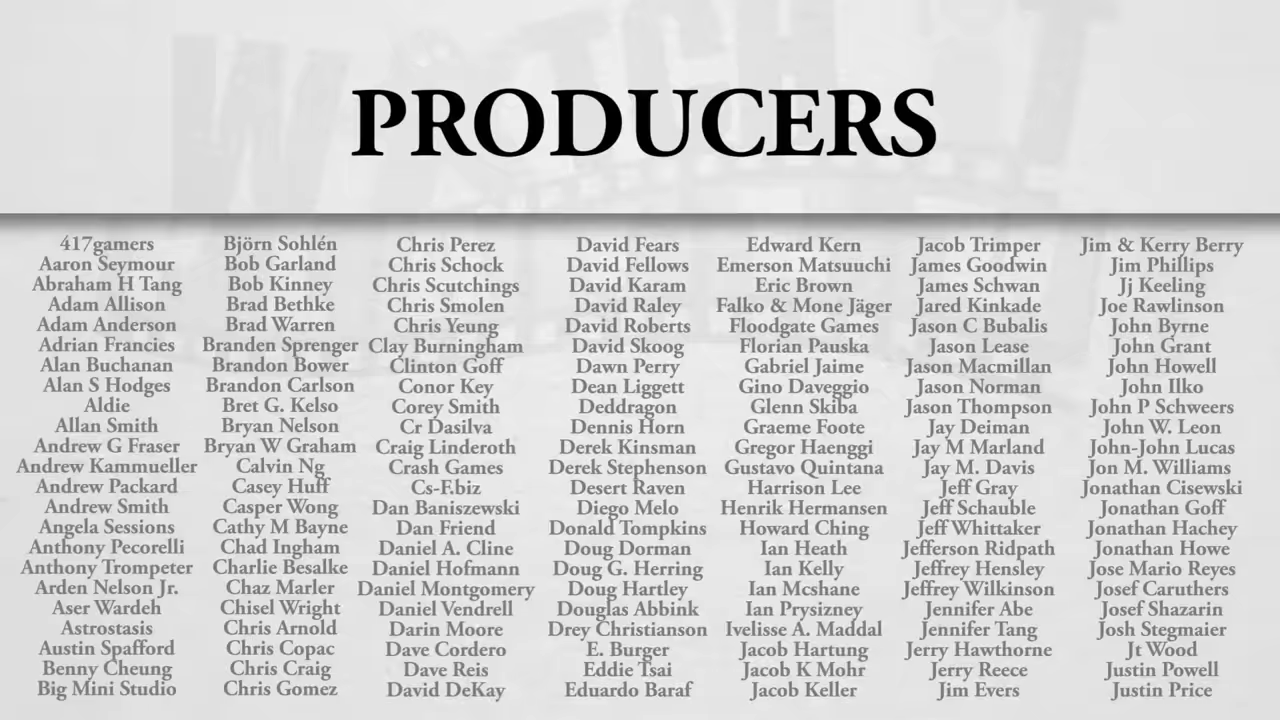 PRODUCERS
417gamers
Aaron Seymour
Abraham H Tang
Adam Allison
Adam Anderson
Adrian Francies
Alan Buchanan
Alan S Hodges
Aldie
Allan Smith
Andrew G Fraser
Andrew Kammueller
Andrew Packard
Andrew Smith
Angela Sessions
Anthony Pecorelli
Anthony Trompeter
Arden Nelson Jr.
Aser Wardeh
Astrostasis
Austin Spafford
Benny Cheung
Big Mini Studio
Björn Sohlén
Bob Garland
Bob Kinney
Brad Bethke
Brad Warren
Branden Sprenger
Brandon Bower
Brandon Carlson
Bret G. Kelso
Bryan Nelson
Bryan W Graham
Calvin Ng
Casey Huff
Casper Wong
Cathy M Bayne
Chad Ingham
Charlie Besalke
Chaz Marler
Chisel Wright
Chris Arnold
Chris Copac
Chris Craig
Chris Gomez
Chris Perez
Chris Schock
Chris Scutchings
Chris Smolen
Chris Yeung
Clay Burningham
Clinton Goff
Conor Key
Corey Smith
Cr Dasilva
Craig Linderoth
Crash Games
Cs-F.biz
Dan Baniszewski
Dan Friend
Daniel A. Cline
Daniel Hofmann
Daniel Montgomery
Daniel Vendrell
Darin Moore
Dave Cordero
Dave Reis
David DeKay
David Fears
David Fellows
David Karam
David Raley
David Roberts
David Skoog
Dawn Perry
Dean Liggett
Deddragon
Dennis Horn
Derek Kinsman
Derek Stephenson
Desert Raven
Diego Melo
Donald Tompkins
Doug Dorman
Doug G. Herring
Doug Hartley
Douglas Abbink
Drey Christianson
E. Burger
Eddie Tsai
Eduardo Baraf
Edward Kern
Emerson Matsuuchi
Eric Brown
Falko & Mone Jäger
Floodgate Games
Florian Pauska
Gabriel Jaime
Gino Daveggio
Glenn Skiba
Graeme Foote
Gregor Haenggi
Gustavo Quintana
Harrison Lee
Henrik Hermansen
Howard Ching
Ian Heath
Ian Kelly
Ian Mcshane
Ian Prysizney
Ivelisse A. Maddal
Jacob Hartung
Jacob K Mohr
Jacob Keller
Jacob Trimper
James Goodwin
James Schwan
Jared Kinkade
Jason C Bubalis
Jason Lease
Jason Macmillan
Jason Norman
Jason Thompson
Jay Deiman
Jay M Marland
Jay M. Davis
Jeff Gray
Jeff Schauble
Jeff Whittaker
Jefferson Ridpath
Jeffrey Hensley
Jeffrey Wilkinson
Jennifer Abe
Jennifer Tang
Jerry Hawthorne
Jerry Reece
Jim Evers
Jim & Kerry Berry
Jim Phillips
Jj Keeling
Joe Rawlinson
John Byrne
John Grant
John Howell
John Ilko
John P Schweers
John W. Leon
John-John Lucas
Jon M. Williams
Jonathan Cisewski
Jonathan Goff
Jonathan Hachey
Jonathan Howe
Jose Mario Reyes
Josef Caruthers
Josef Shazarin
Josh Stegmaier
Jt Wood
Justin Powell
Justin Price